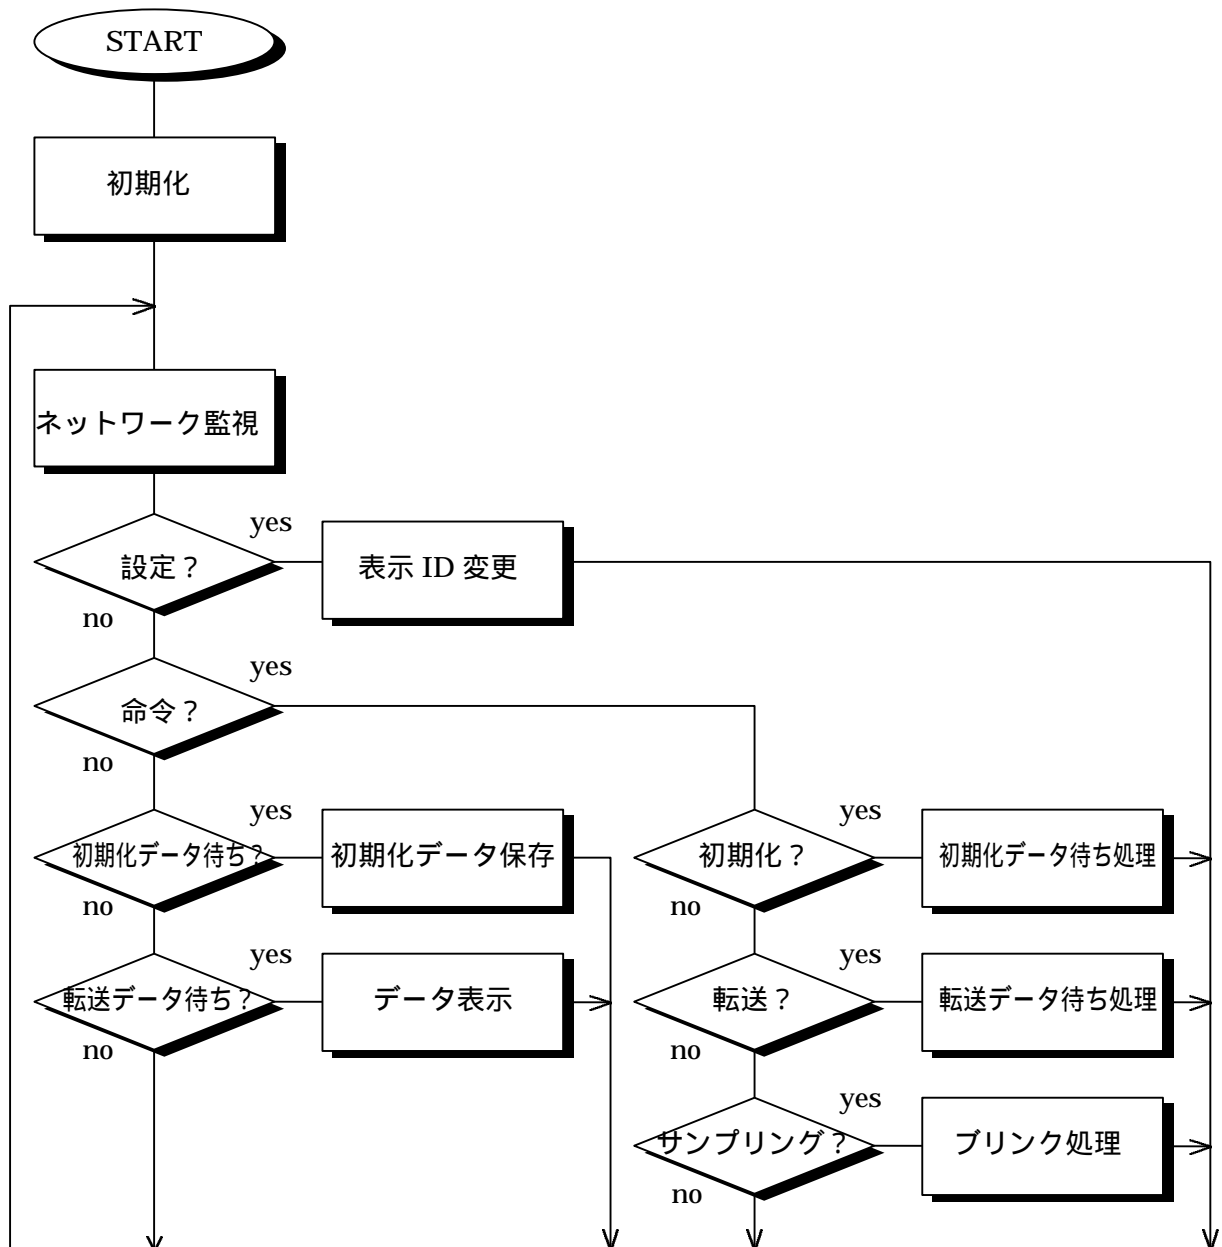 START
初期化
ネットワーク監視
yes
設定？
表示 ID 変更
no
yes
命令？
no
yes
yes
初期化データ待ち？
初期化データ保存
初期化？
初期化データ待ち処理
no
no
yes
yes
転送データ待ち？
データ表示
転送？
転送データ待ち処理
no
no
yes
サンプリング？
ブリンク処理
no